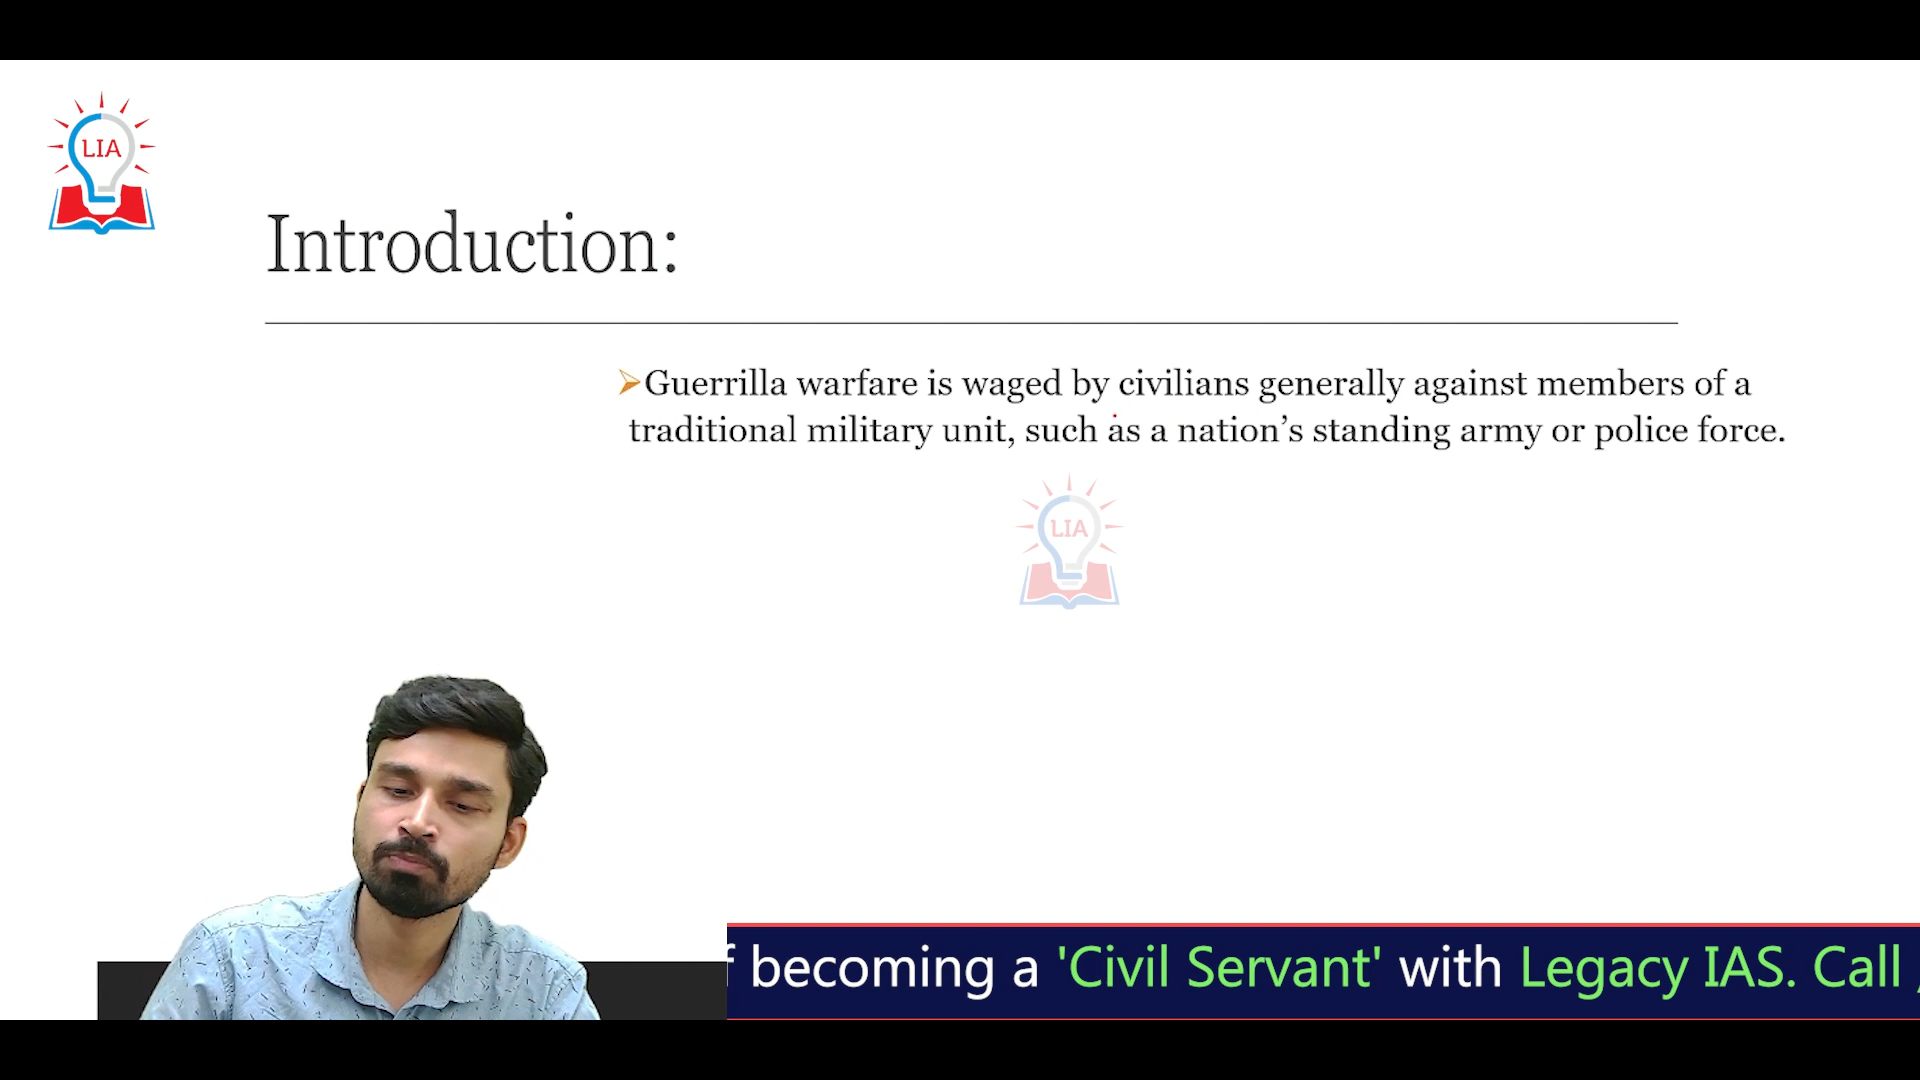 LIA
Introduction:
Guerrilla warfare is waged by civilians generally against members of a
traditional military unit, such as a nation’s standing army or police force.
LIA
becoming a 'Civil Servant' with Legacy IAS. Call